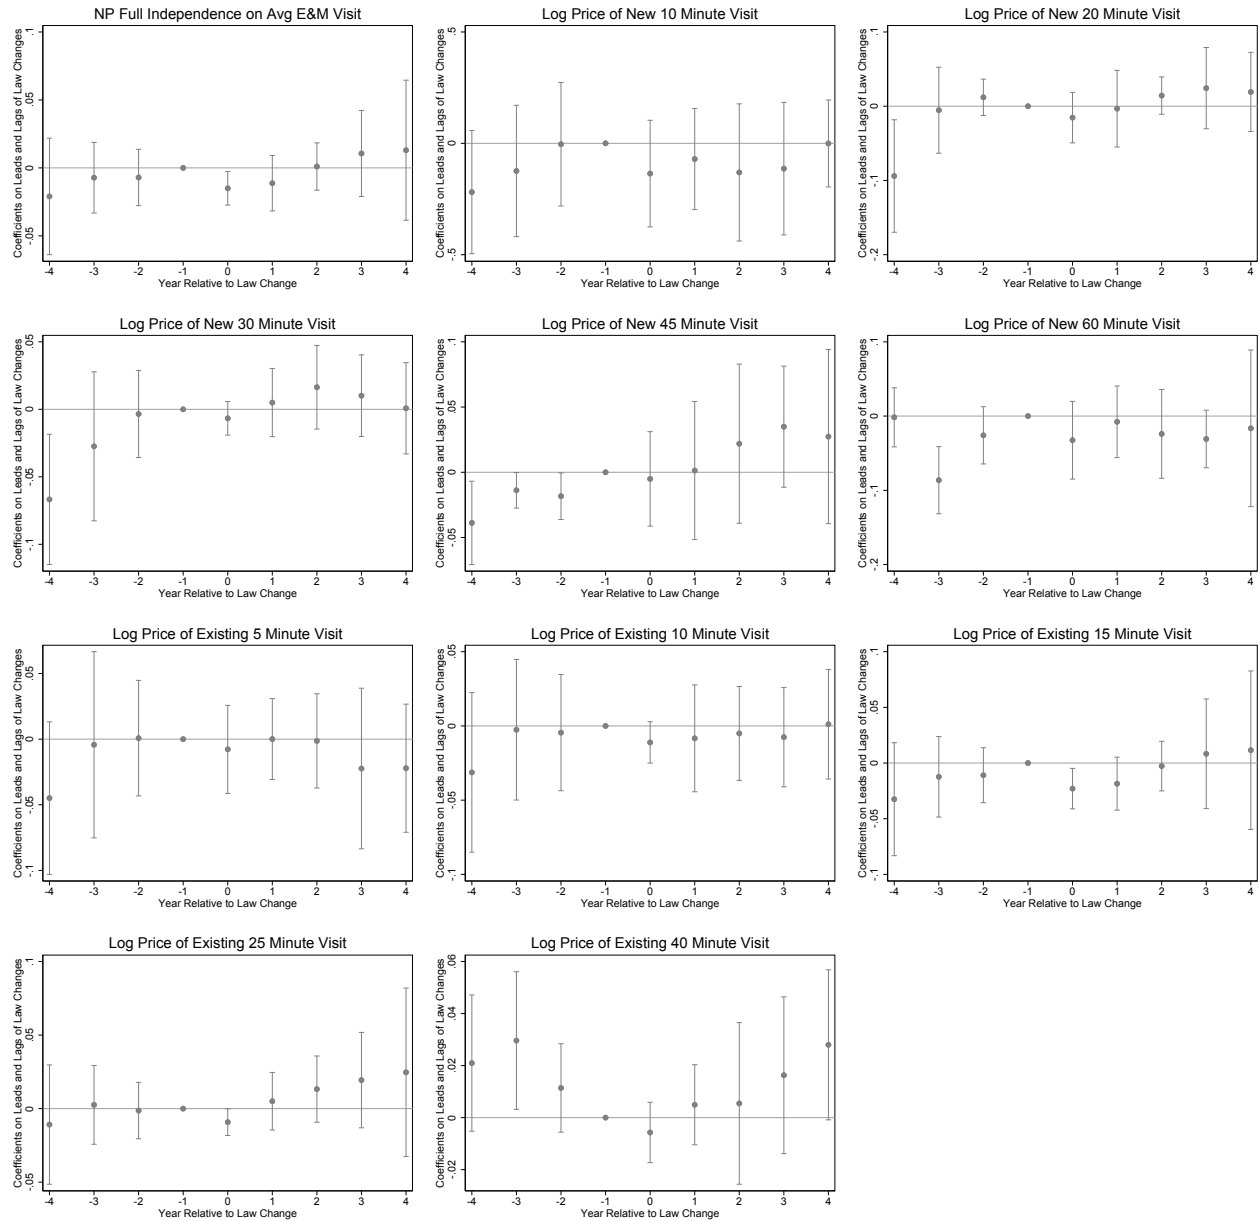 NP Full Independence on Avg E&M Visit
Coefficients on Leads and Lags of Law Changes
-.05 0 .05 .1
-4 -3 -2 -1 0 1 2 3 4
Year Relative to Law Change
Log Price of New 10 Minute Visit
Coefficients on Leads and Lags of Law Changes
-.5 0 .5
-4 -3 -2 -1 0 1 2 3 4
Year Relative to Law Change
Log Price of New 20 Minute Visit
Coefficients on Leads and Lags of Law Changes
-.2 -.1 0 .1
-4 -3 -2 -1 0 1 2 3 4
Year Relative to Law Change
Log Price of New 30 Minute Visit
Coefficients on Leads and Lags of Law Changes
-.1 -.05 0 .05
-4 -3 -2 -1 0 1 2 3 4
Year Relative to Law Change
Log Price of New 45 Minute Visit
Coefficients on Leads and Lags of Law Changes
-.05 0 .05 .1
-4 -3 -2 -1 0 1 2 3 4
Year Relative to Law Change
Log Price of New 60 Minute Visit
Coefficients on Leads and Lags of Law Changes
-.2 -.1 0 .1
-4 -3 -2 -1 0 1 2 3 4
Year Relative to Law Change
Log Price of Existing 5 Minute Visit
Coefficients on Leads and Lags of Law Changes
-.1 -.05 0 .05
-4 -3 -2 -1 0 1 2 3 4
Year Relative to Law Change
Log Price of Existing 10 Minute Visit
Coefficients on Leads and Lags of Law Changes
-.1 -.05 0 .05
-4 -3 -2 -1 0 1 2 3 4
Year Relative to Law Change
Log Price of Existing 15 Minute Visit
Coefficients on Leads and Lags of Law Changes
-.1 -.05 0 .05 .1
-4 -3 -2 -1 0 1 2 3 4
Year Relative to Law Change
Log Price of Existing 25 Minute Visit
Coefficients on Leads and Lags of Law Changes
-.05 0 .05 .1
-4 -3 -2 -1 0 1 2 3 4
Year Relative to Law Change
Log Price of Existing 40 Minute Visit
Coefficients on Leads and Lags of Law Changes
-.02 0 .02 .04 .06
-4 -3 -2 -1 0 1 2 3 4
Year Relative to Law Change